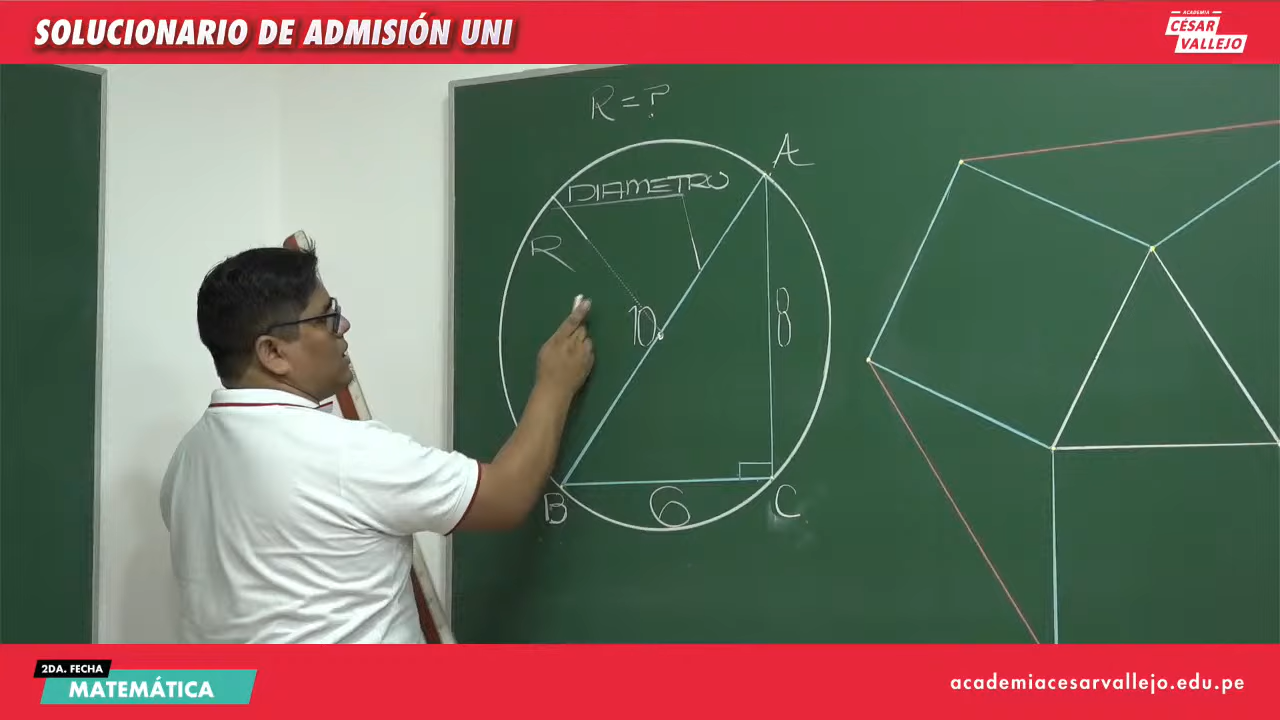 SOLUCIONARIO DE ADMISIÓN UNI
ACADEMIA
CÉSAR
VALLEJO
R=?
A
DIAMETRO
R
10
8
B
6
C
2DA. FECHA
MATEMÁTICA
academiacesarvallejo.edu.pe